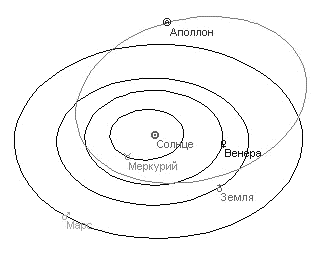 Аполлон
Солнце
Венера
Меркурий
Земля
Марс